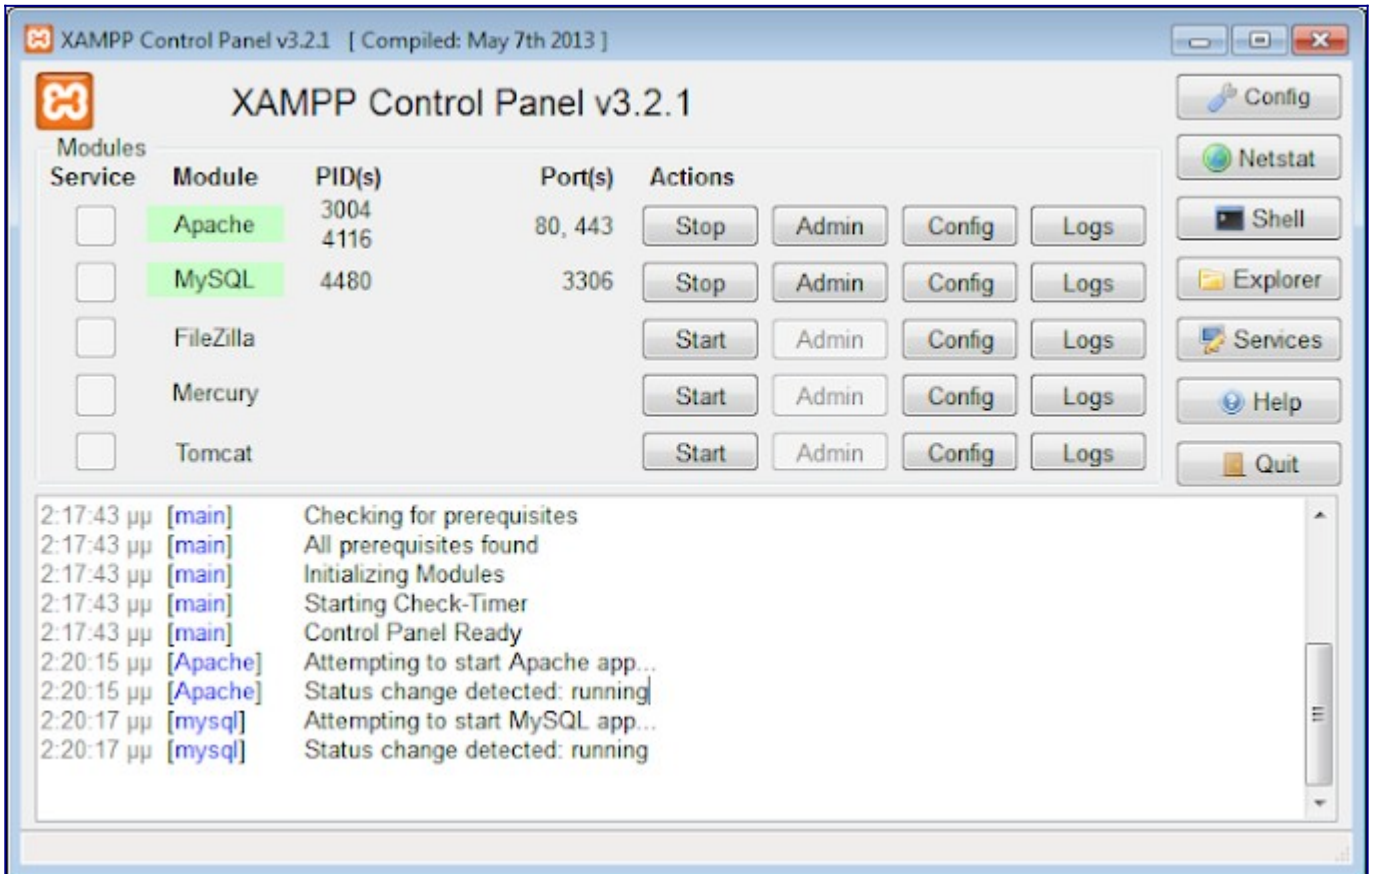 XAMPP Control Panel v3.2.1 [ Compiled: May 7th 2013 ]
XAMPP Control Panel v3.2.1
Config
Netstat
Shell
Explorer
Services
Help
Quit
Modules
Service Module PID(s) Port(s) Actions
Apache 3004 4116 80, 443 Stop Admin Config Logs
MySQL 4480 3306 Stop Admin Config Logs
FileZilla Start Admin Config Logs
Mercury Start Admin Config Logs
Tomcat Start Admin Config Logs
2:17:43 μμ [main] Checking for prerequisites
2:17:43 μμ [main] All prerequisites found
2:17:43 μμ [main] Initializing Modules
2:17:43 μμ [main] Starting Check-Timer
2:17:43 μμ [main] Control Panel Ready
2:20:15 μμ [Apache] Attempting to start Apache app...
2:20:15 μμ [Apache] Status change detected: running
2:20:17 μμ [mysql] Attempting to start MySQL app...
2:20:17 μμ [mysql] Status change detected: running